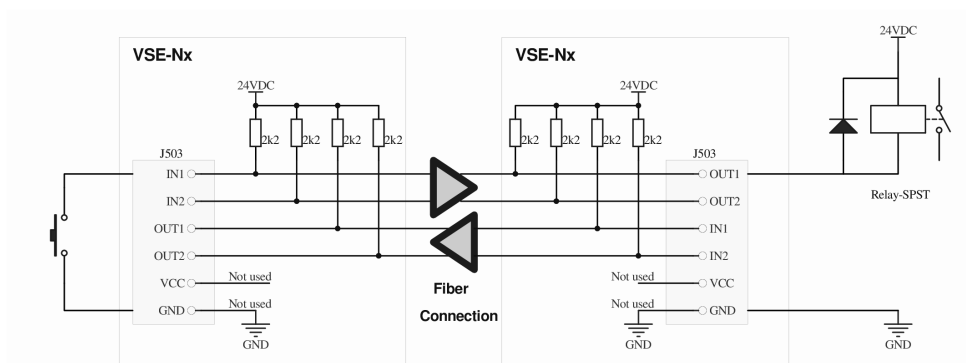 24VDC
VSE-Nx
VSE-Nx
24VDC
24VDC
2k2 2k2 2k2 2k2
2k2 2k2 2k2 2k2
J503
J503
IN1
OUT1
IN2
OUT2
OUT1
IN1
OUT2
IN2
VCC
Not used
Not used
VCC
GND
Not used
Not used
GND
Relay-SPST
Fiber
Connection
GND
GND
GND